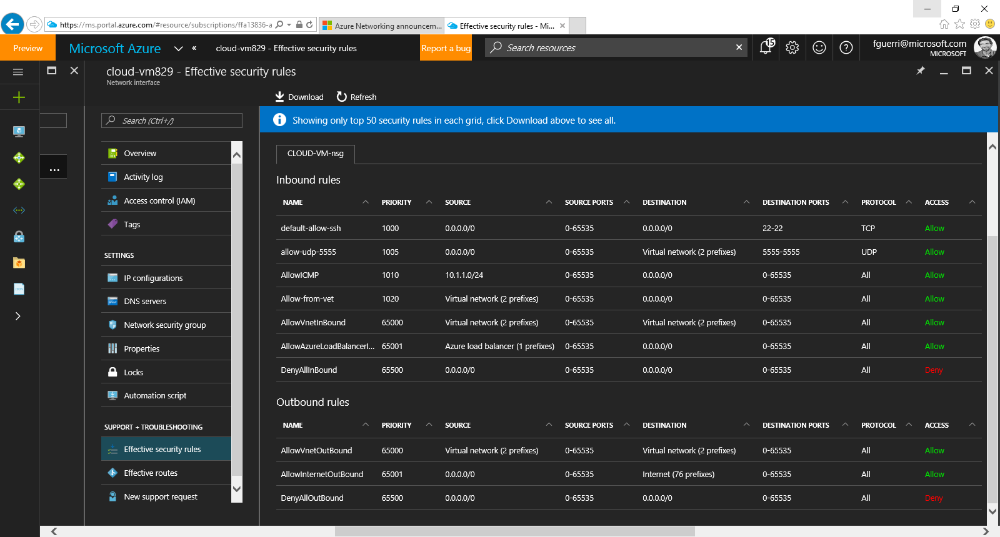 https://ms.portal.azure.com/#resource/subscriptions/ffa13836-a
Azure Networking announcem...
Effective security rules - Mi...
Preview
Microsoft Azure
«
cloud-vm829 - Effective security rules
Report a bug
Search resources
15
fguerri@microsoft.com
MICROSOFT
cloud-vm829 - Effective security rules
Network interface
Download
Refresh
Search (Ctrl+/)
Showing only top 50 security rules in each grid, click Download above to see all.
...
Overview
Activity log
Access control (IAM)
Tags
SETTINGS
IP configurations
DNS servers
Network security group
Properties
Locks
Automation script
SUPPORT + TROUBLESHOOTING
Effective security rules
Effective routes
New support request
CLOUD-VM-nsg
Inbound rules
NAME PRIORITY SOURCE SOURCE PORTS DESTINATION DESTINATION PORTS PROTOCOL ACCESS
default-allow-ssh 1000 0.0.0.0/0 0-65535 0.0.0.0/0 22-22 TCP Allow
allow-udp-5555 1005 0.0.0.0/0 0-65535 Virtual network (2 prefixes) 5555-5555 UDP Allow
AllowICMP 1010 10.1.1.0/24 0-65535 0.0.0.0/0 0-65535 All Allow
Allow-from-vet 1020 Virtual network (2 prefixes) 0-65535 0.0.0.0/0 0-65535 All Allow
AllowVnetInBound 65000 Virtual network (2 prefixes) 0-65535 Virtual network (2 prefixes) 0-65535 All Allow
AllowAzureLoadBalancerI... 65001 Azure load balancer (1 prefixes) 0-65535 0.0.0.0/0 0-65535 All Allow
DenyAllInBound 65500 0.0.0.0/0 0-65535 0.0.0.0/0 0-65535 All Deny
Outbound rules
NAME PRIORITY SOURCE SOURCE PORTS DESTINATION DESTINATION PORTS PROTOCOL ACCESS
AllowVnetOutBound 65000 Virtual network (2 prefixes) 0-65535 Virtual network (2 prefixes) 0-65535 All Allow
AllowInternetOutBound 65001 0.0.0.0/0 0-65535 Internet (76 prefixes) 0-65535 All Allow
DenyAllOutBound 65500 0.0.0.0/0 0-65535 0.0.0.0/0 0-65535 All Deny